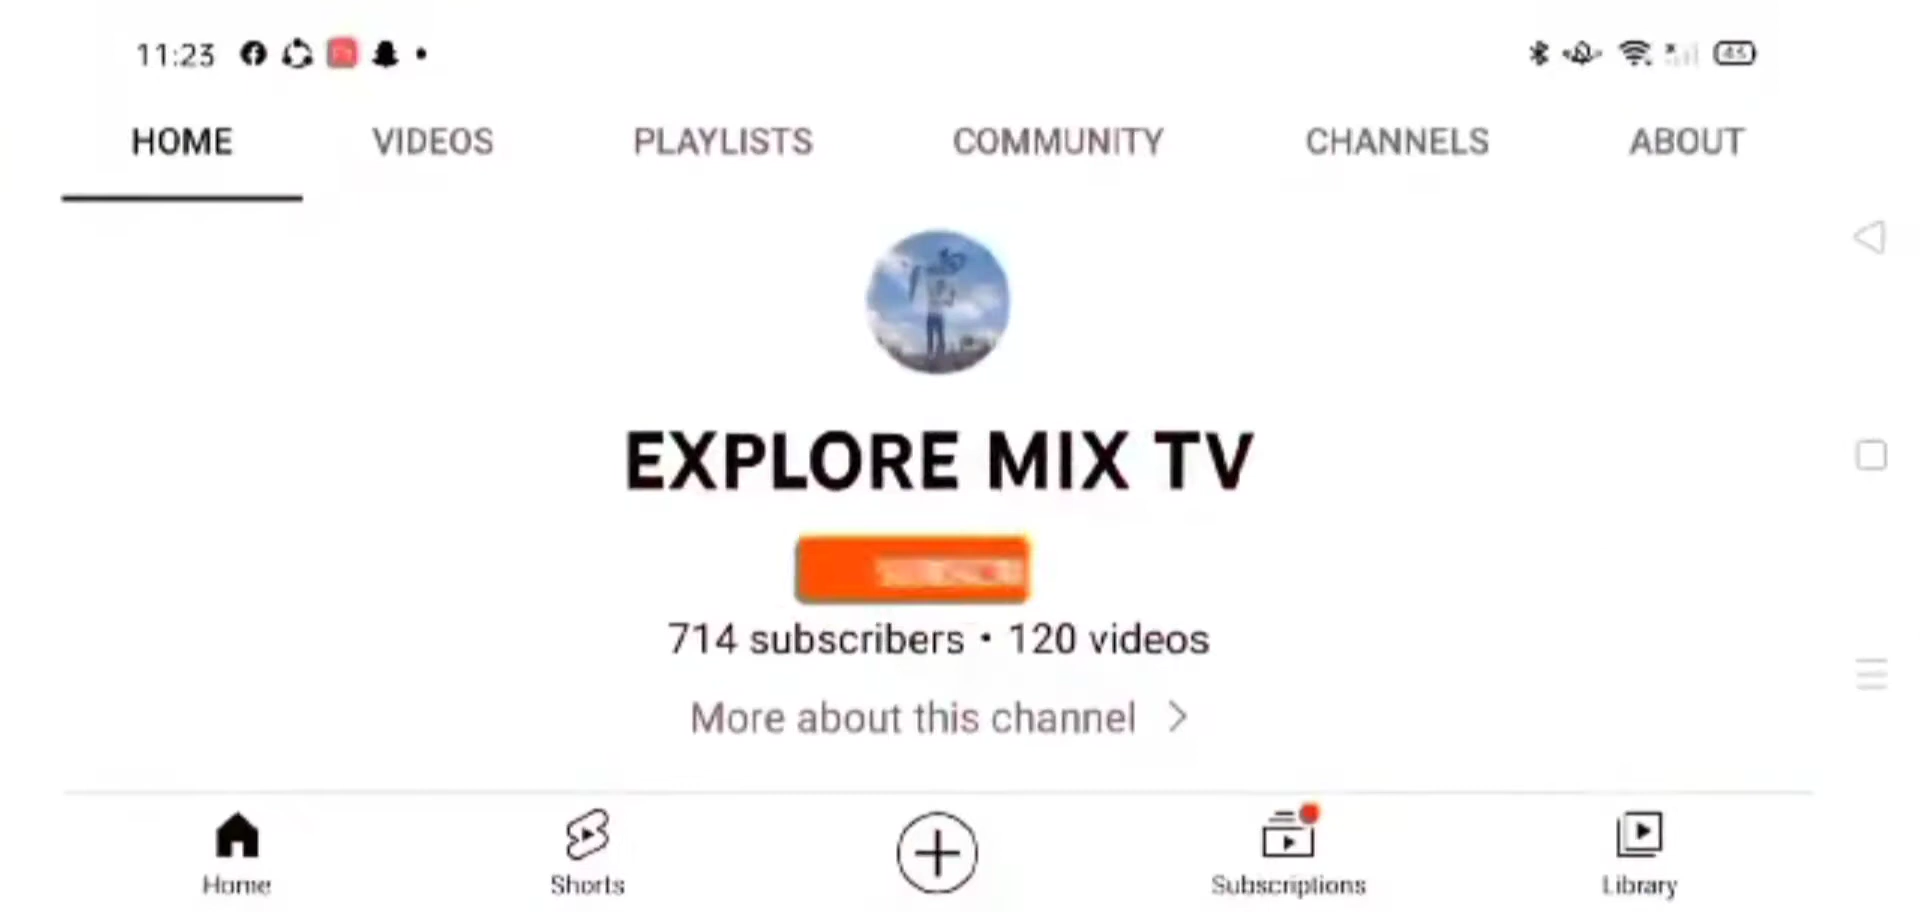 11:23 45
HOME VIDEOS PLAYLISTS COMMUNITY CHANNELS ABOUT
EXPLORE MIX TV
714 subscribers • 120 videos
More about this channel >
Home Shorts Subscriptions Library